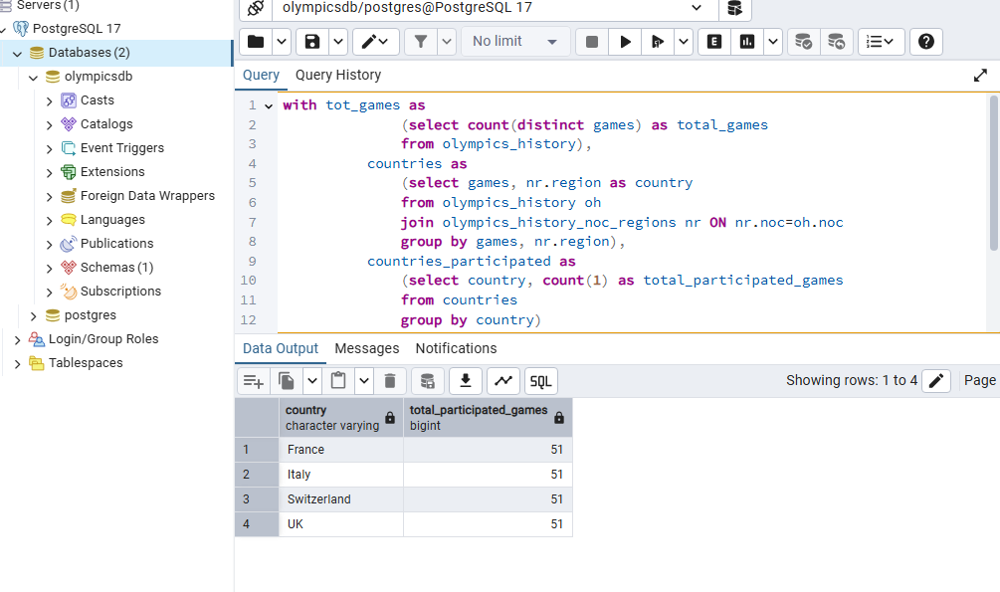 Servers (1)
PostgreSQL 17
Databases (2)
olympicsdb
Casts
Catalogs
Event Triggers
Extensions
Foreign Data Wrappers
Languages
Publications
Schemas (1)
Subscriptions
postgres
Login/Group Roles
Tablespaces
olympicsdb/postgres@PostgreSQL 17
No limit
E
Query Query History
1 with tot_games as
2 (select count(distinct games) as total_games
3 from olympics_history),
4 countries as
5 (select games, nr.region as country
6 from olympics_history oh
7 join olympics_history_noc_regions nr ON nr.noc=oh.noc
8 group by games, nr.region),
9 countries_participated as
10 (select country, count(1) as total_participated_games
11 from countries
12 group by country)
Data Output Messages Notifications
SQL Showing rows: 1 to 4 Page
country total_participated_games
character varying bigint
1 France 51
2 Italy 51
3 Switzerland 51
4 UK 51